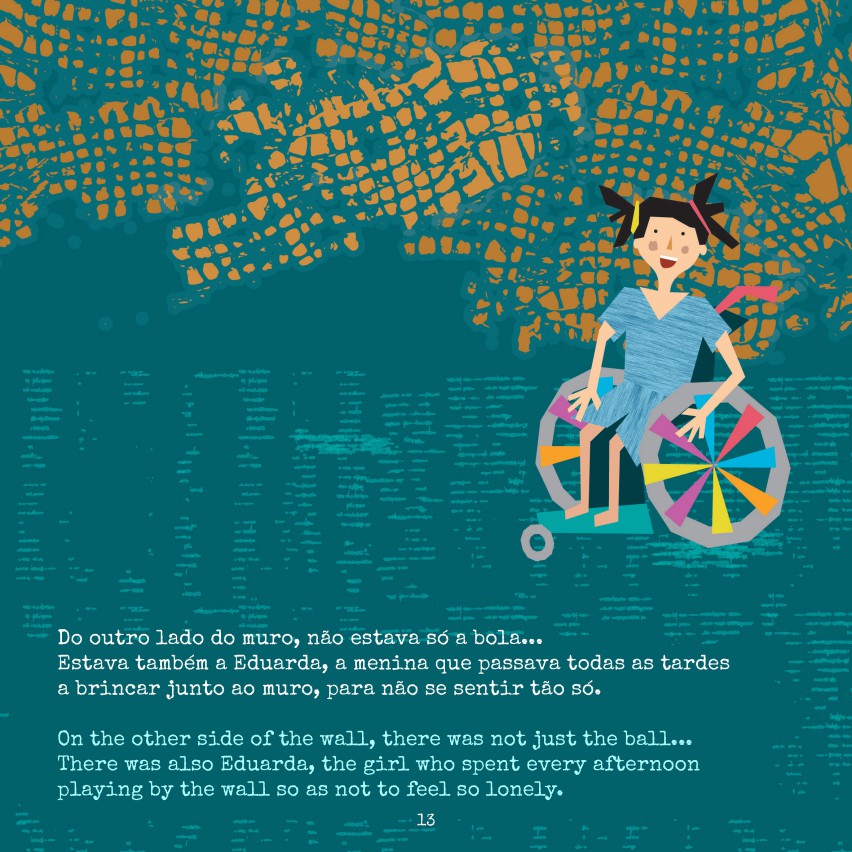 Do outro lado do muro, não estava só a bola...
Estava também a Eduarda, a menina que passava todas as tardes
a brincar junto ao muro, para não se sentir tão só.
On the other side of the wall, there was not just the ball...
There was also Eduarda, the girl who spent every afternoon
playing by the wall so as not to feel so lonely.
13